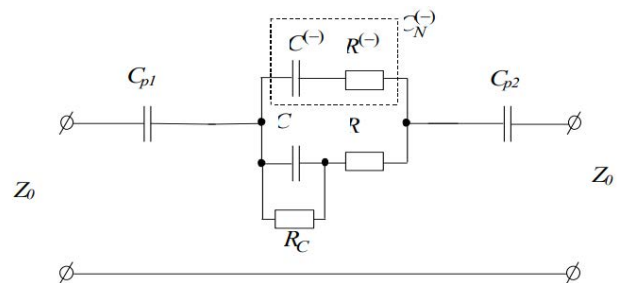 C_N^(−)
C^(−) R^(−)
C_p1 C_p2
C R
Z_0 Z_0
R_C